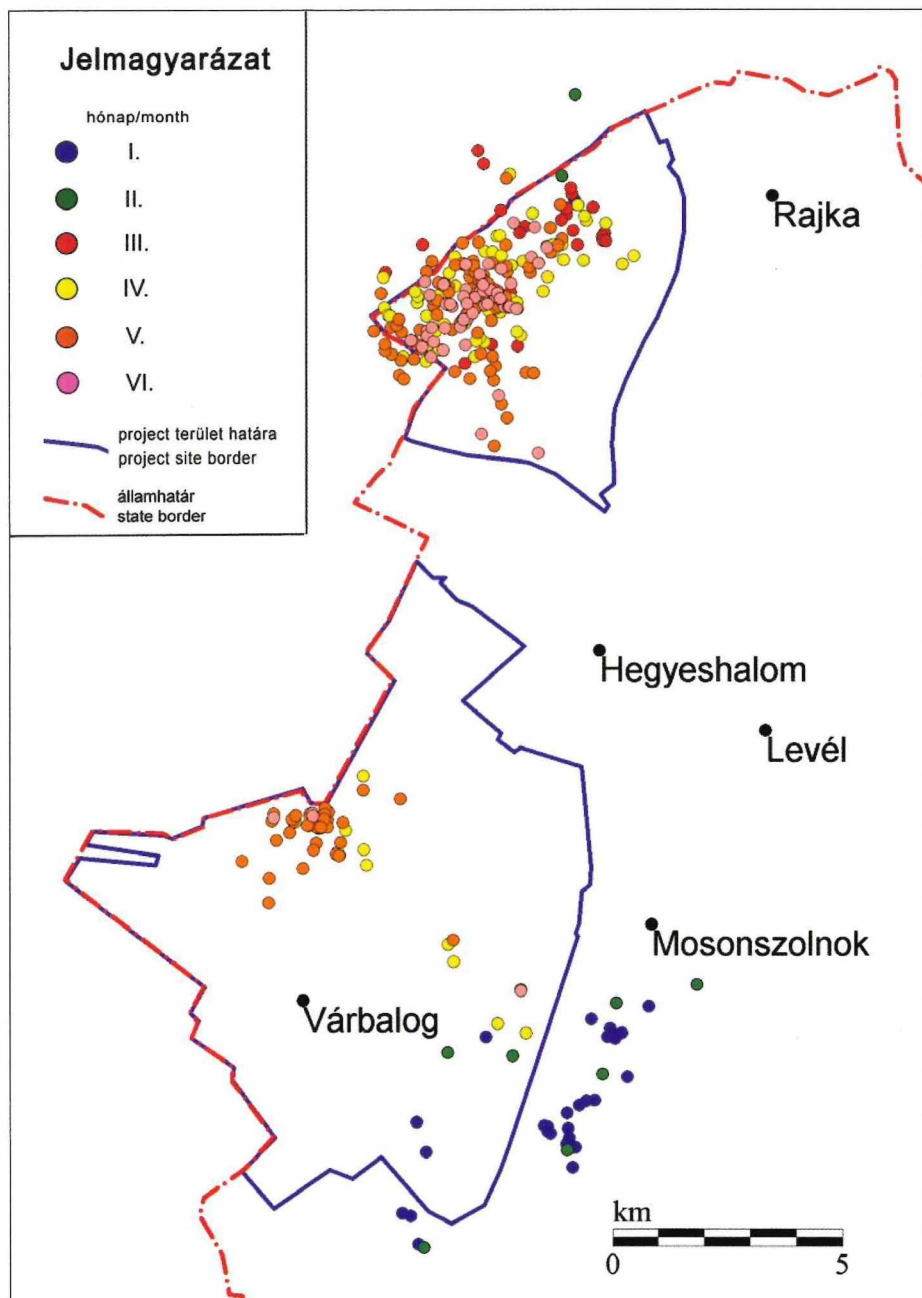 Jelmagyarázat
hónap/month
I.
II.
III.
IV.
V.
VI.
project terület határa
project site border
államhatár
state border
Rajka
Hegyeshalom
Levél
Mosonszolnok
Várbalog
km
0 5